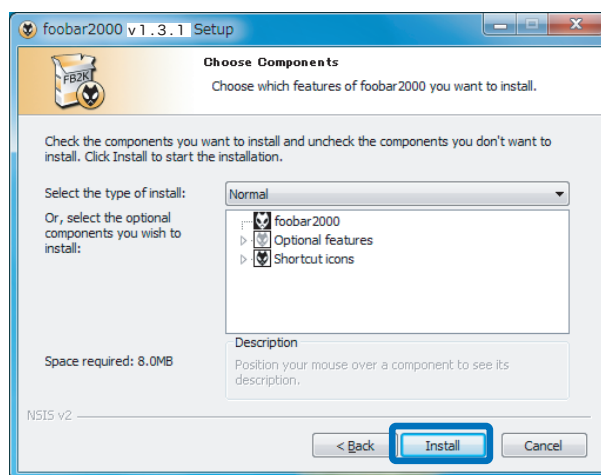 foobar2000 v1.3.1 Setup
FB2K
Choose Components
Choose which features of foobar2000 you want to install.
Check the components you want to install and uncheck the components you don't want to
install. Click Install to start the installation.
Select the type of install:
Normal
Or, select the optional
components you wish to
install:
foobar2000
Optional features
Shortcut icons
Space required: 8.0MB
Description
Position your mouse over a component to see its
description.
NSIS v2
< Back
Install
Cancel